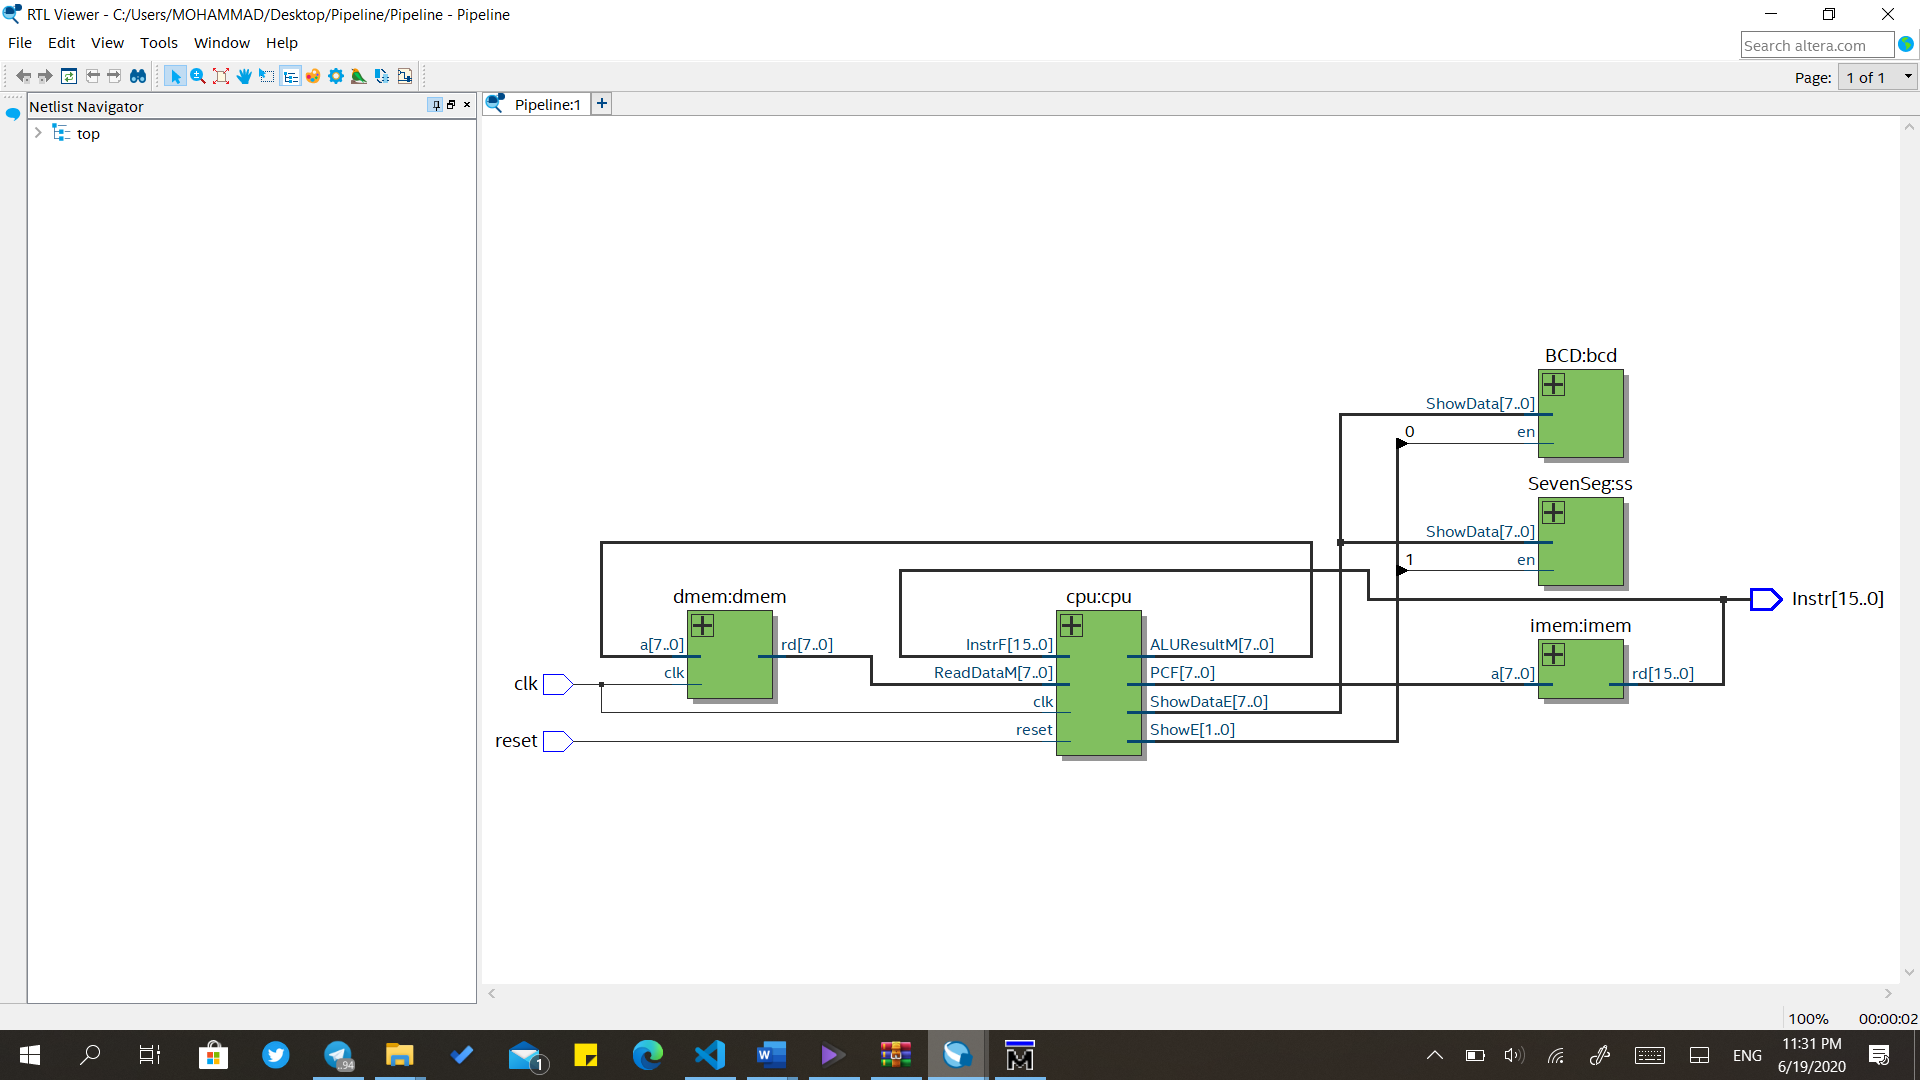 RTL Viewer - C:/Users/MOHAMMAD/Desktop/Pipeline/Pipeline - Pipeline
File Edit View Tools Window Help
Search altera.com
Page: 1 of 1
Netlist Navigator
Pipeline:1
top
BCD:bcd
ShowData[7..0]
0
en
SevenSeg:ss
ShowData[7..0]
1
en
dmem:dmem
a[7..0]
rd[7..0]
clk
cpu:cpu
InstrF[15..0]
ALUResultM[7..0]
ReadDataM[7..0]
PCF[7..0]
clk
ShowDataE[7..0]
reset
ShowE[1..0]
imem:imem
a[7..0]
rd[15..0]
Instr[15..0]
clk
reset
100% 00:00:02
94
1
W
M
ENG
11:31 PM
6/19/2020